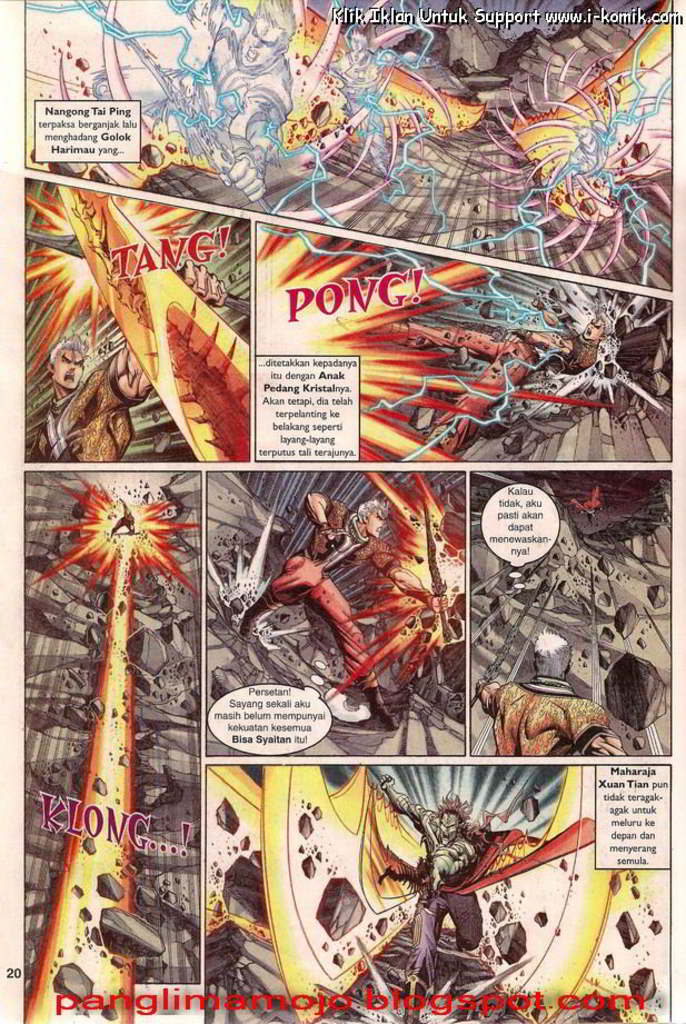 Klik Iklan Untuk Support www.i-komik.com
Nangong Tai Ping
terpaksa berganjak lalu
menghadang Golok
Harimau yang...
TANG!
PONG!
...ditetakkan kepadanya
itu dengan Anak
Pedang Kristalnya.
Akan tetapi, dia telah
terpelanting ke
belakang seperti
layang-layang
terputus tali terajunya.
KLONG...!
Persetan!
Sayang sekali aku
masih belum mempunyai
kekuatan kesemua
Bisa Syaitan itu!
Kalau
tidak, aku
pasti akan
dapat
menewaskan-
nya!
Maharaja
Xuan Tian pun
tidak teragak-
agak untuk
meluru ke
depan dan
menyerang
semula.
20
panglimamojo.blogspot.com